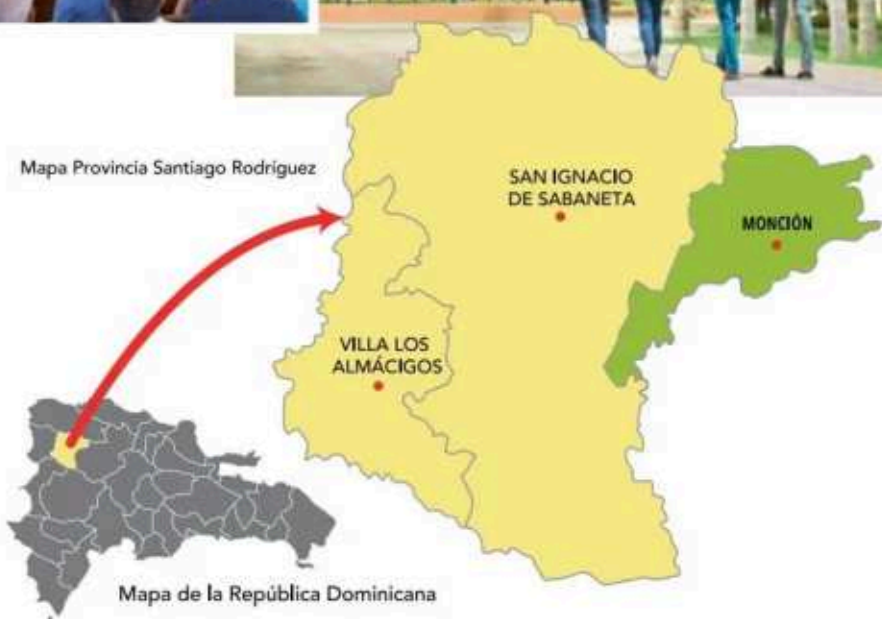 Mapa Provincia Santiago Rodríguez
SAN IGNACIO
DE SABANETA
MONCIÓN
VILLA LOS
ALMÁCIGOS
Mapa de la República Dominicana